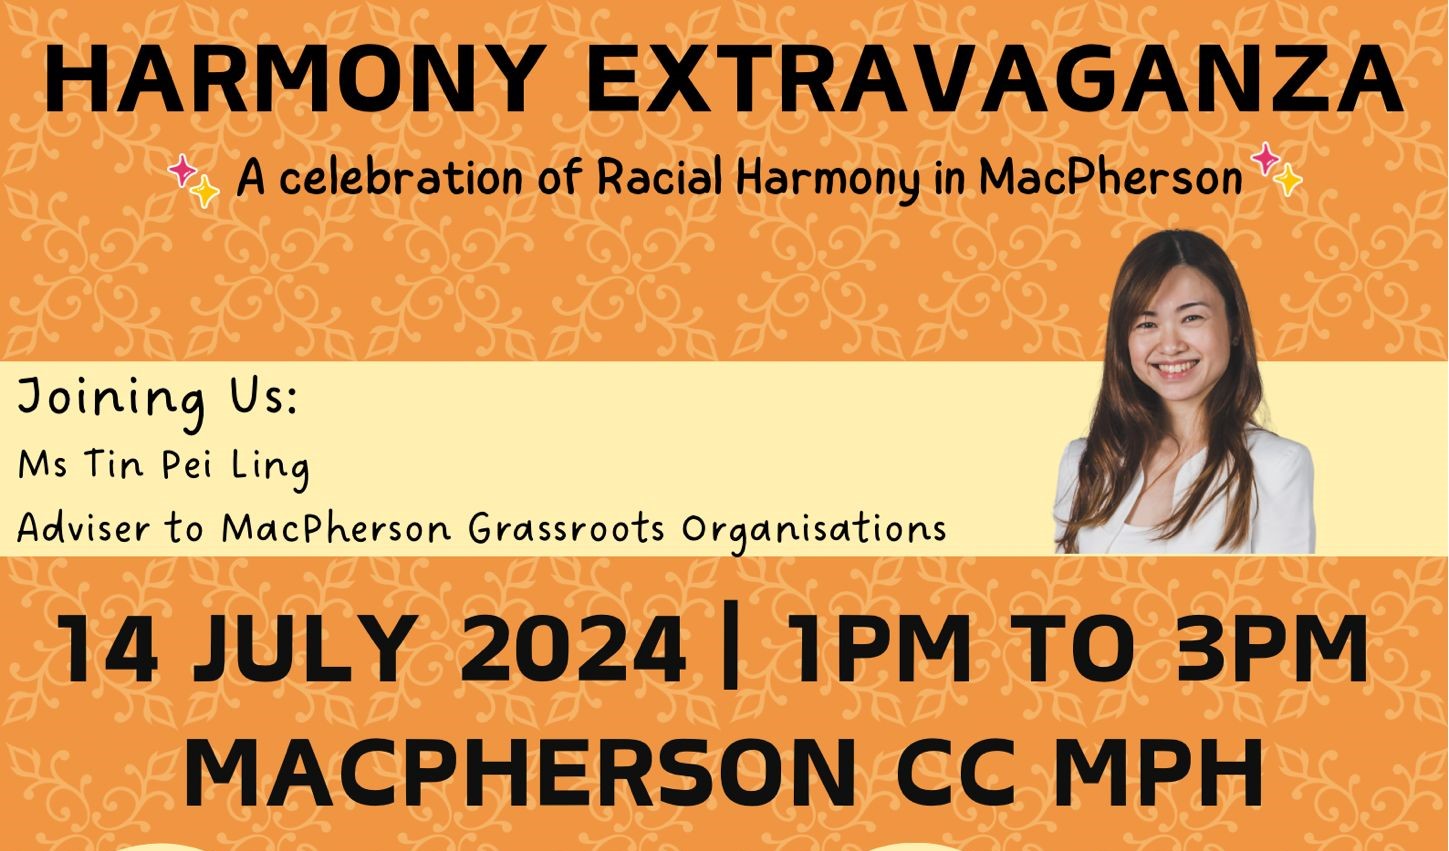 HARMONY EXTRAVAGANZA
A celebration of Racial Harmony in MacPherson
Joining Us:
Ms Tin Pei Ling
Adviser to MacPherson Grassroots Organisations
14 JULY 2024 | 1PM TO 3PM
MACPHERSON CC MPH